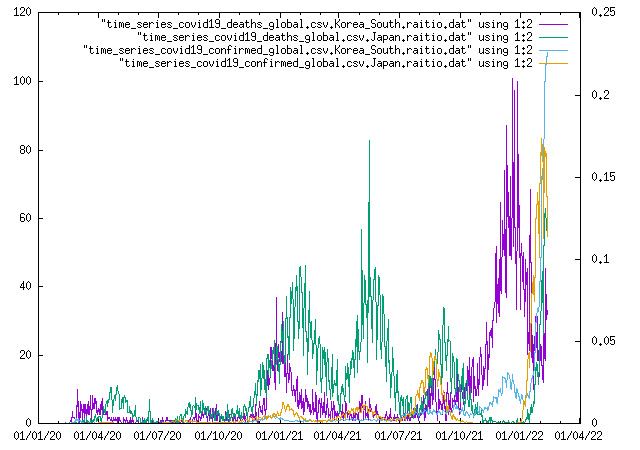 120
100
80
60
40
20
0
0.25
0.2
0.15
0.1
0.05
0
"time_series_covid19_deaths_global.csv.Korea_South.raitio.dat" using 1:2
"time_series_covid19_deaths_global.csv.Japan.raitio.dat" using 1:2
"time_series_covid19_confirmed_global.csv.Korea_South.raitio.dat" using 1:2
"time_series_covid19_confirmed_global.csv.Japan.raitio.dat" using 1:2
01/01/20 01/04/20 01/07/20 01/10/20 01/01/21 01/04/21 01/07/21 01/10/21 01/01/22 01/04/22